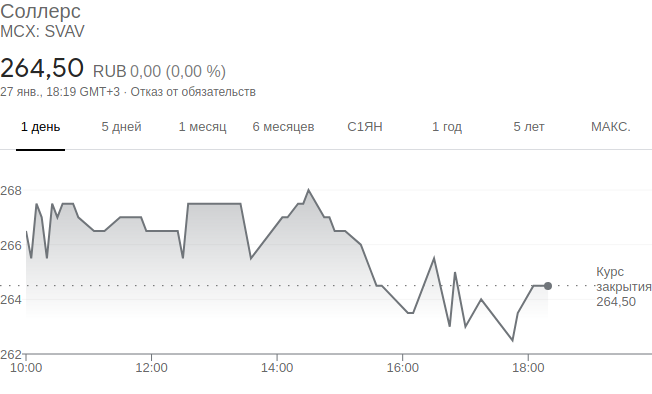 Соллерс
MCX: SVAV
264,50 RUB 0,00 (0,00 %)
27 янв., 18:19 GMT+3 · Отказ от обязательств
1 день 5 дней 1 месяц 6 месяцев С1ЯН 1 год 5 лет МАКС.
268
266
264
262
Курс
закрытия
264,50
10:00 12:00 14:00 16:00 18:00